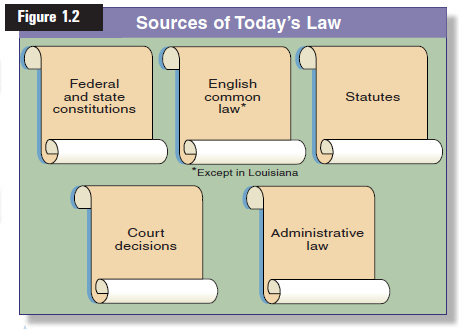 Figure 1.2
Sources of Today's Law
Federal
and state
constitutions
English
common
law*
Statutes
*Except in Louisiana
Court
decisions
Administrative
law